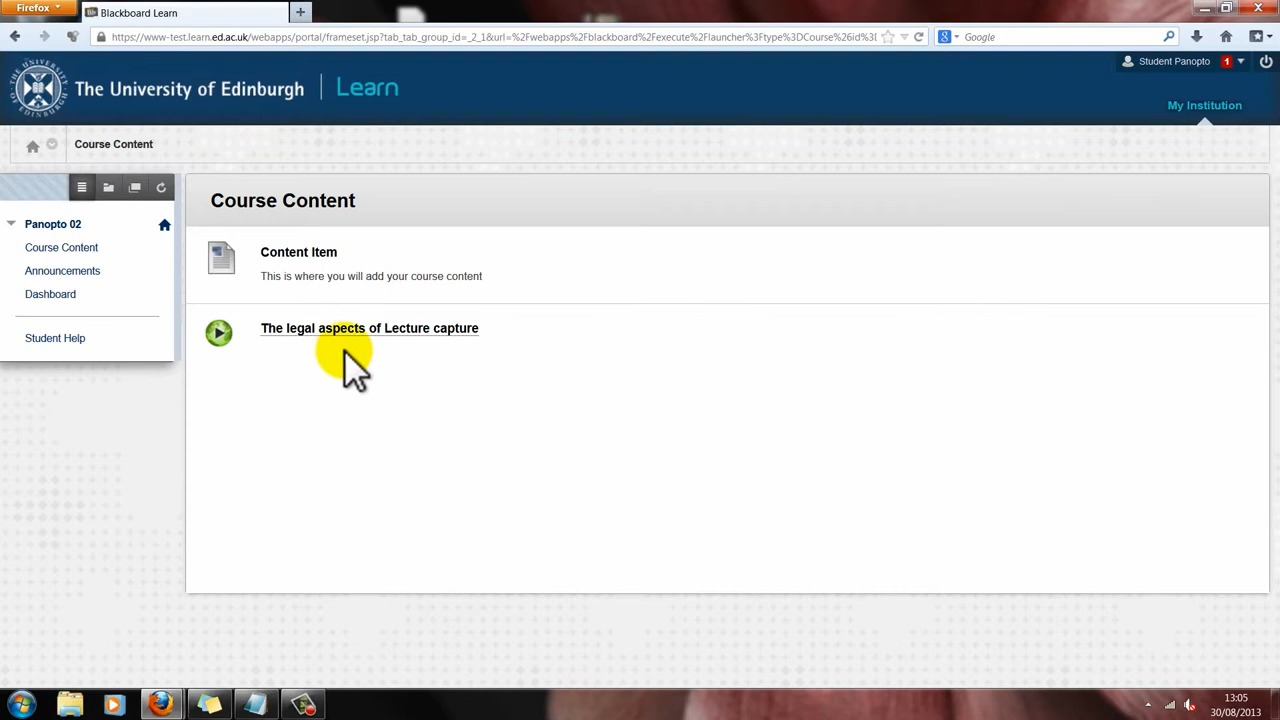 Firefox
Blackboard Learn
https://www-test.learn.ed.ac.uk/webapps/portal/frameset.jsp?tab_tab_group_id=_2_1&url=%2Fwebapps%2Fblackboard%2Fexecute%2Flauncher%3Ftype%3DCourse%26id%3D
Google
The University of Edinburgh
Learn
Student Panopto 1
My Institution
Course Content
Panopto 02
Course Content
Announcements
Dashboard
Student Help
Course Content
Content Item
This is where you will add your course content
The legal aspects of Lecture capture
13:05
30/08/2013